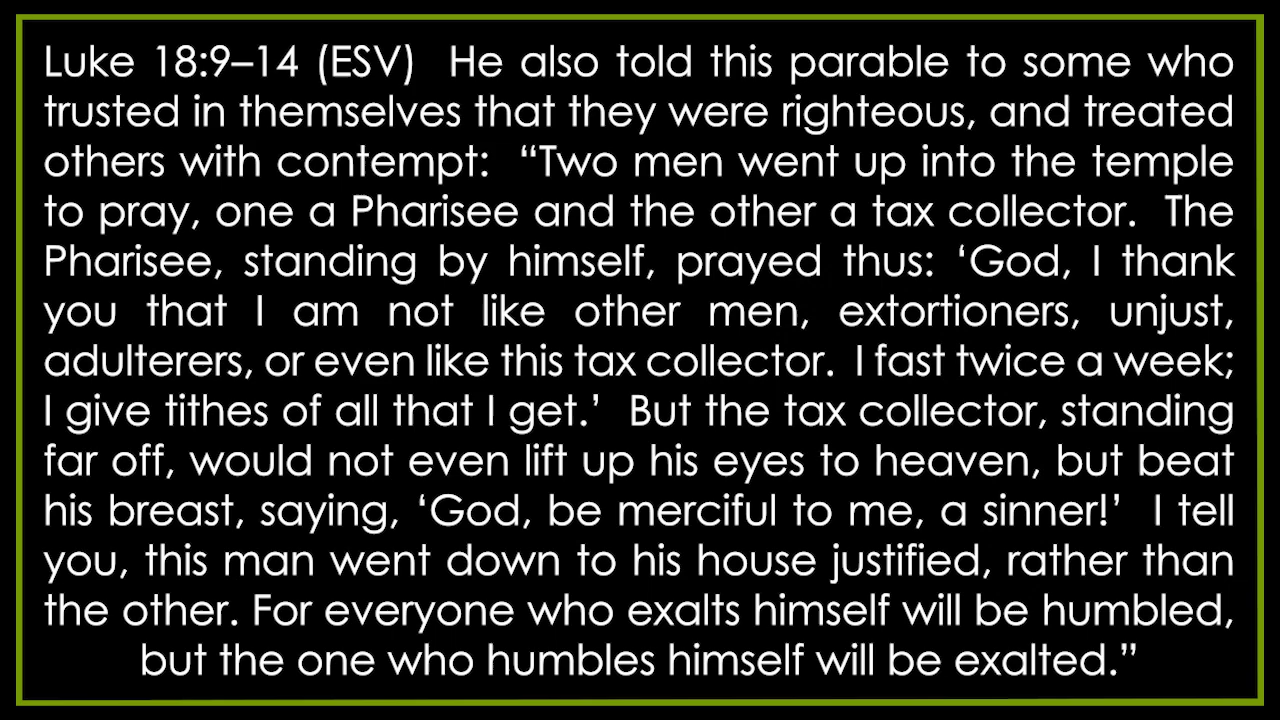 Luke 18:9–14 (ESV)  He also told this parable to some who
trusted in themselves that they were righteous, and treated
others with contempt:  “Two men went up into the temple
to pray, one a Pharisee and the other a tax collector.  The
Pharisee, standing by himself, prayed thus: ‘God, I thank
you that I am not like other men, extortioners, unjust,
adulterers, or even like this tax collector.  I fast twice a week;
I give tithes of all that I get.’  But the tax collector, standing
far off, would not even lift up his eyes to heaven, but beat
his breast, saying, ‘God, be merciful to me, a sinner!’  I tell
you, this man went down to his house justified, rather than
the other. For everyone who exalts himself will be humbled,
but the one who humbles himself will be exalted.”